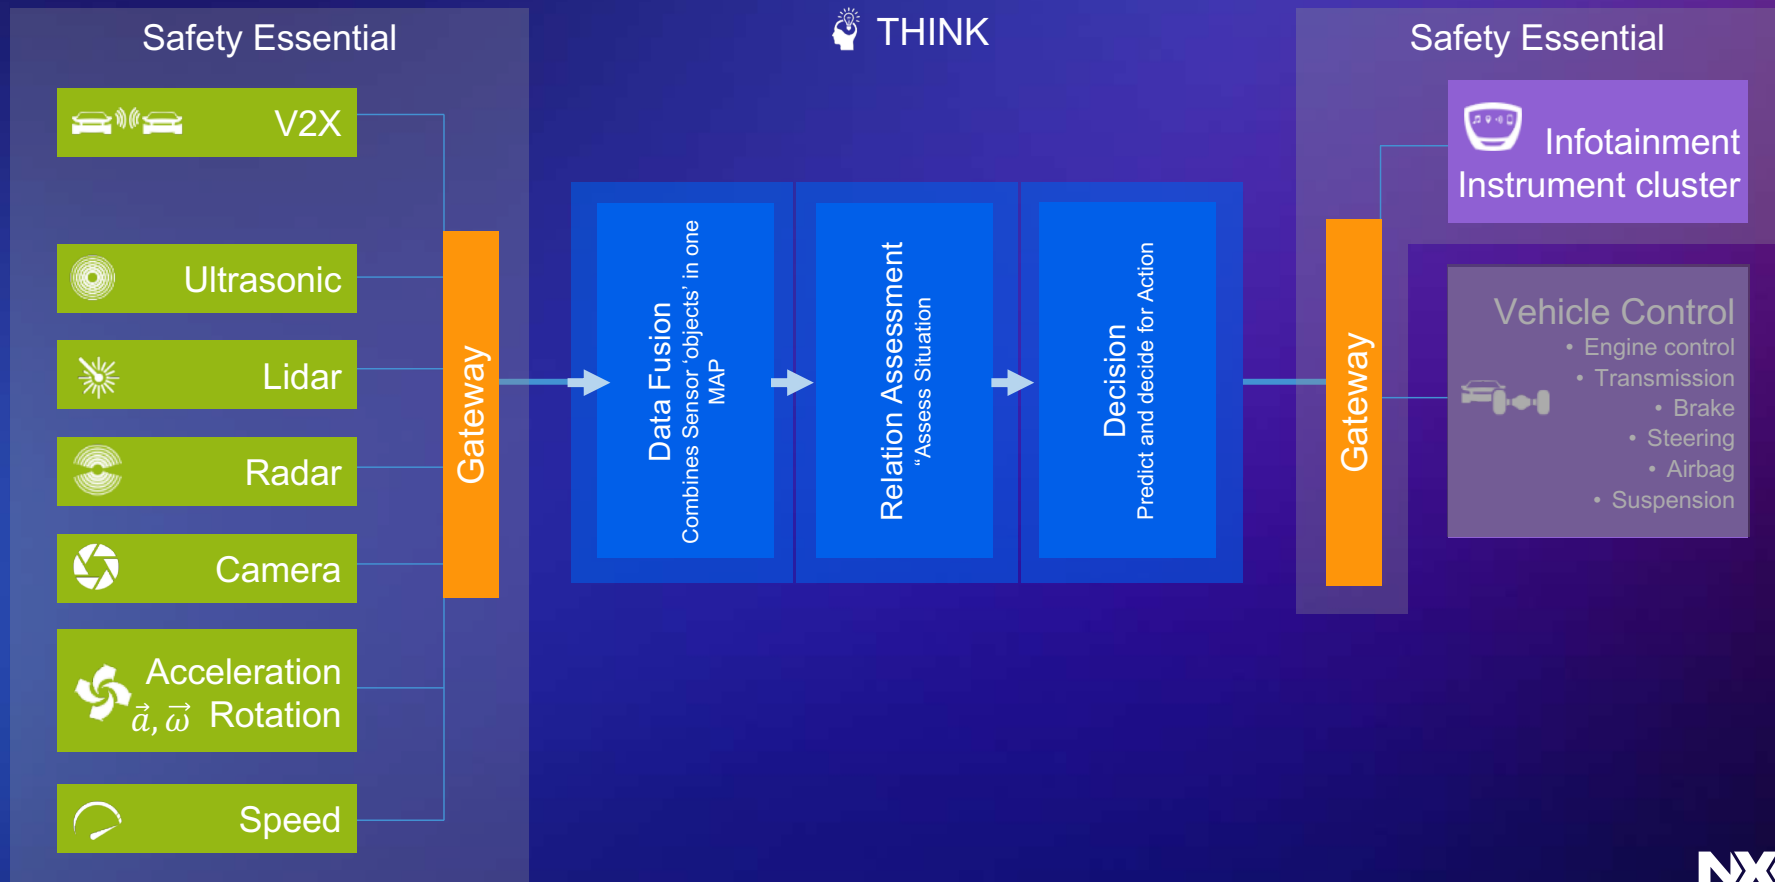 Safety Essential
V2X
Ultrasonic
Lidar
Radar
Camera
Acceleration
a⃗, ω⃗ Rotation
Speed
Gateway
THINK
Data Fusion
Combines Sensor ‘objects’ in one
MAP
Relation Assessment
“Assess Situation
Decision
Predict and decide for Action
Gateway
Safety Essential
Infotainment
Instrument cluster
Vehicle Control
• Engine control
• Transmission
• Brake
• Steering
• Airbag
• Suspension